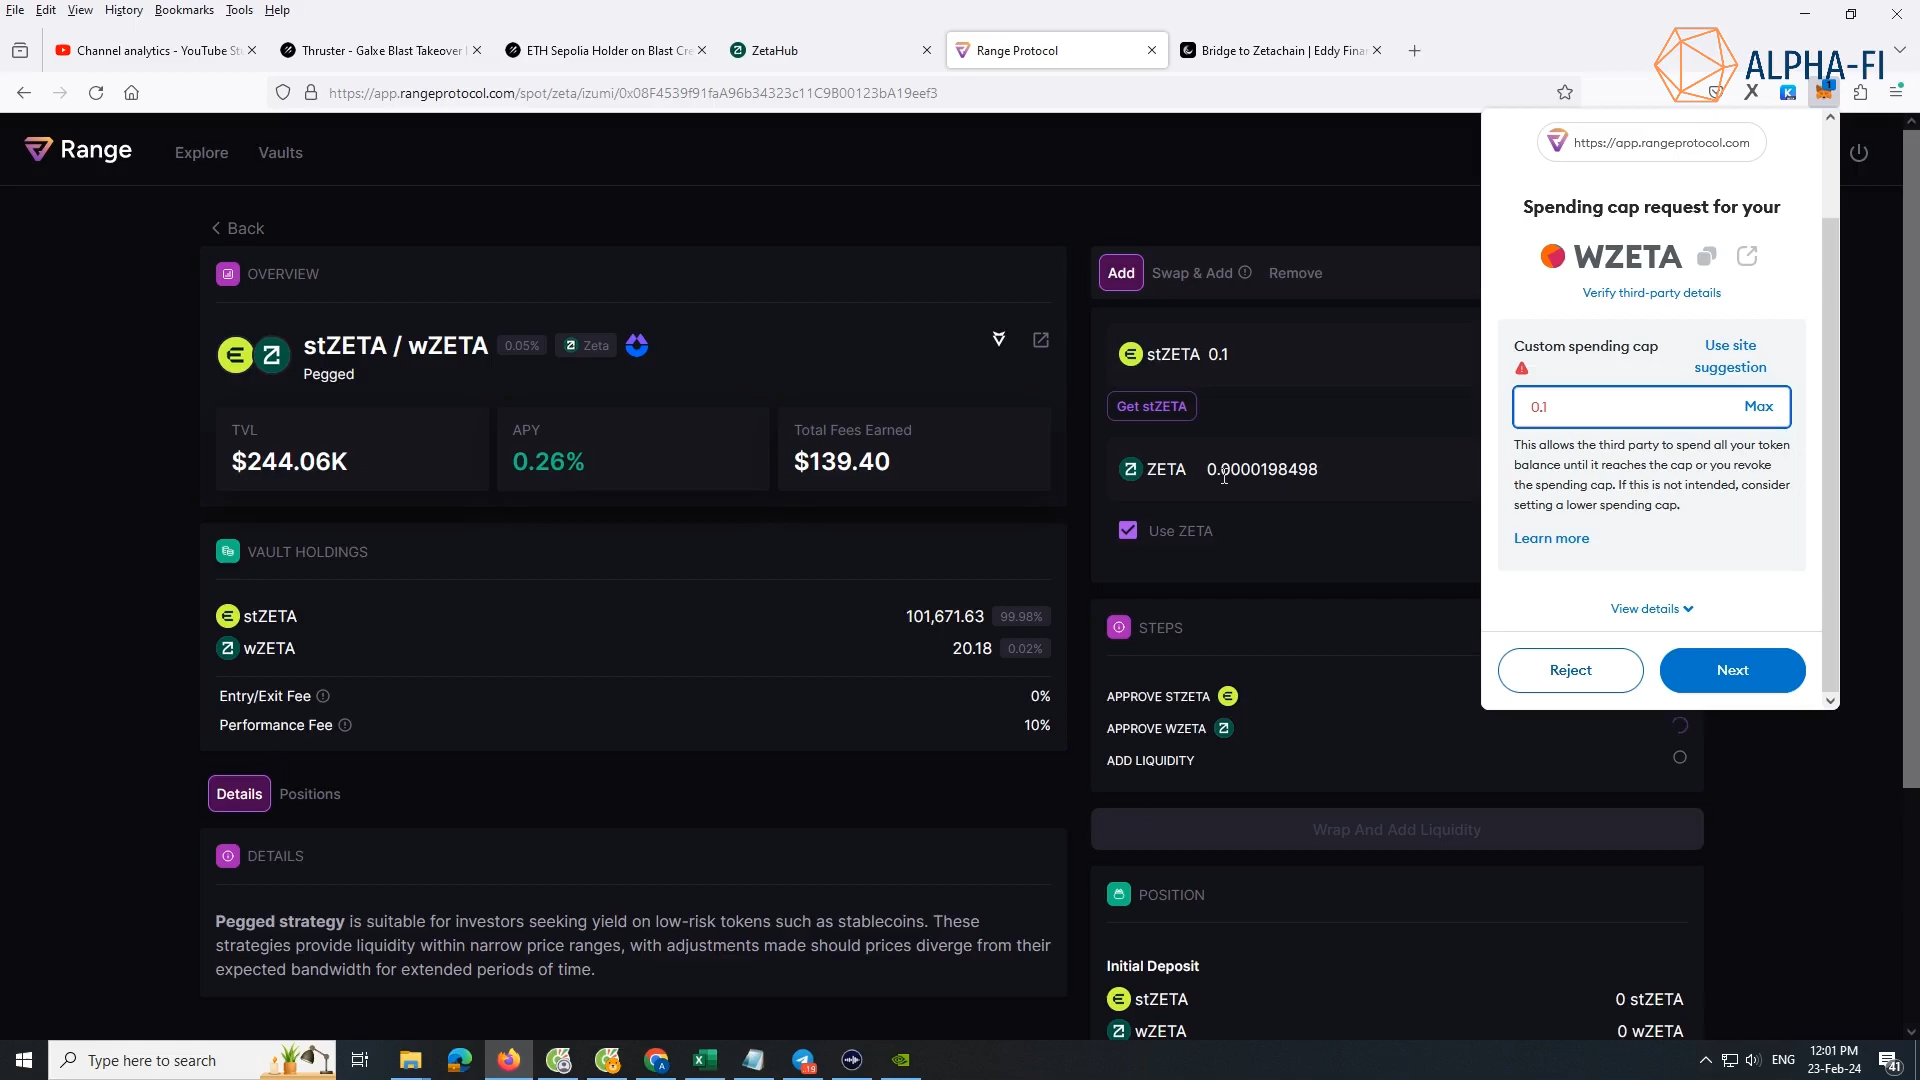 File Edit View History Bookmarks Tools Help
Channel analytics - YouTube St
Thruster - Galxe Blast Takeover
ETH Sepolia Holder on Blast Cre
ZetaHub
Range Protocol
Bridge to Zetachain | Eddy Finan
ALPHA-FI
https://app.rangeprotocol.com/spot/zeta/izumi/0x08F4539f91faA96b34323c11C9B00123bA19eef3
Range
Explore
Vaults
Back
OVERVIEW
stZETA / wZETA
0.05%
Zeta
Pegged
TVL
$244.06K
APY
0.26%
Total Fees Earned
$139.40
VAULT HOLDINGS
stZETA
101,671.63
99.98%
wZETA
20.18
0.02%
Entry/Exit Fee
0%
Performance Fee
10%
Details
Positions
DETAILS
Pegged strategy is suitable for investors seeking yield on low-risk tokens such as stablecoins. These
strategies provide liquidity within narrow price ranges, with adjustments made should prices diverge from their
expected bandwidth for extended periods of time.
Add
Swap & Add
Remove
stZETA 0.1
Get stZETA
ZETA 0.0000198498
Use ZETA
STEPS
APPROVE STZETA
APPROVE WZETA
ADD LIQUIDITY
Wrap And Add Liquidity
POSITION
Initial Deposit
stZETA
0 stZETA
wZETA
0 wZETA
https://app.rangeprotocol.com
Spending cap request for your
WZETA
Verify third-party details
Custom spending cap
Use site
suggestion
0.1
Max
This allows the third party to spend all your token
balance until it reaches the cap or you revoke
the spending cap. If this is not intended, consider
setting a lower spending cap.
Learn more
View details
Reject
Next
Type here to search
19
ENG
12:01 PM
23-Feb-24
41